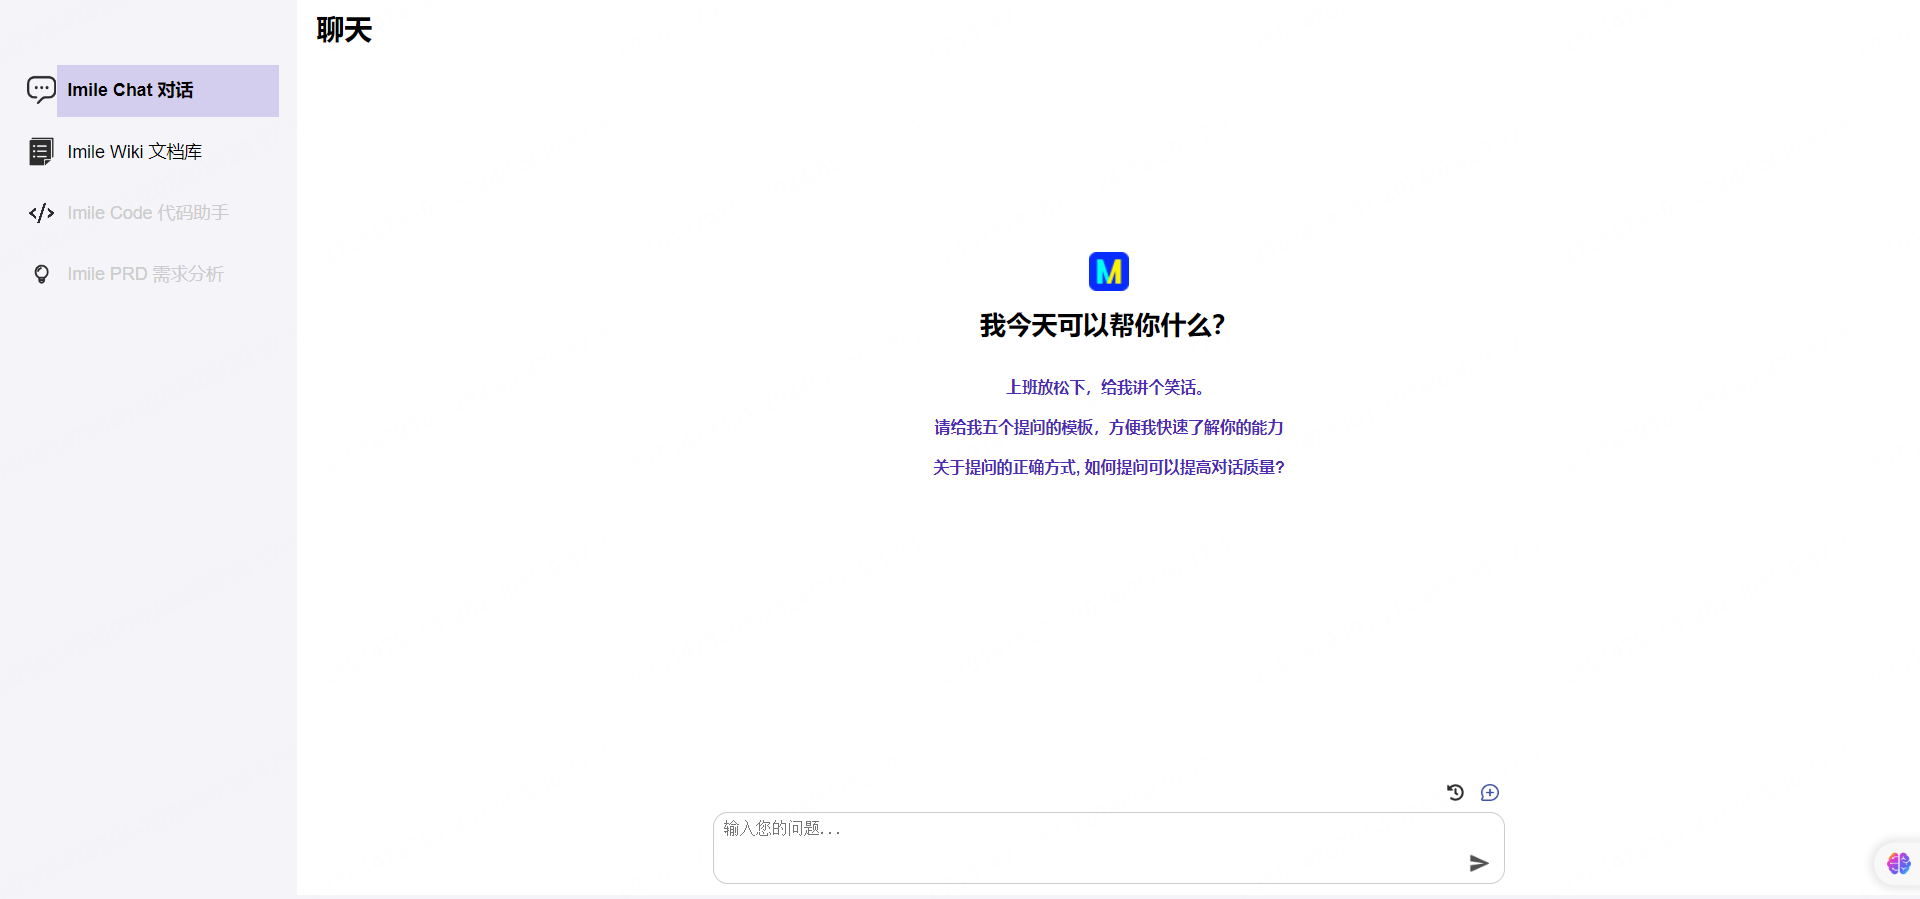 聊天
Imile Chat 对话
Imile Wiki 文档库
Imile Code 代码助手
Imile PRD 需求分析
M
我今天可以帮你什么？
上班放松下，给我讲个笑话。
请给我五个提问的模板，方便我快速了解你的能力
关于提问的正确方式, 如何提问可以提高对话质量？
输入您的问题...